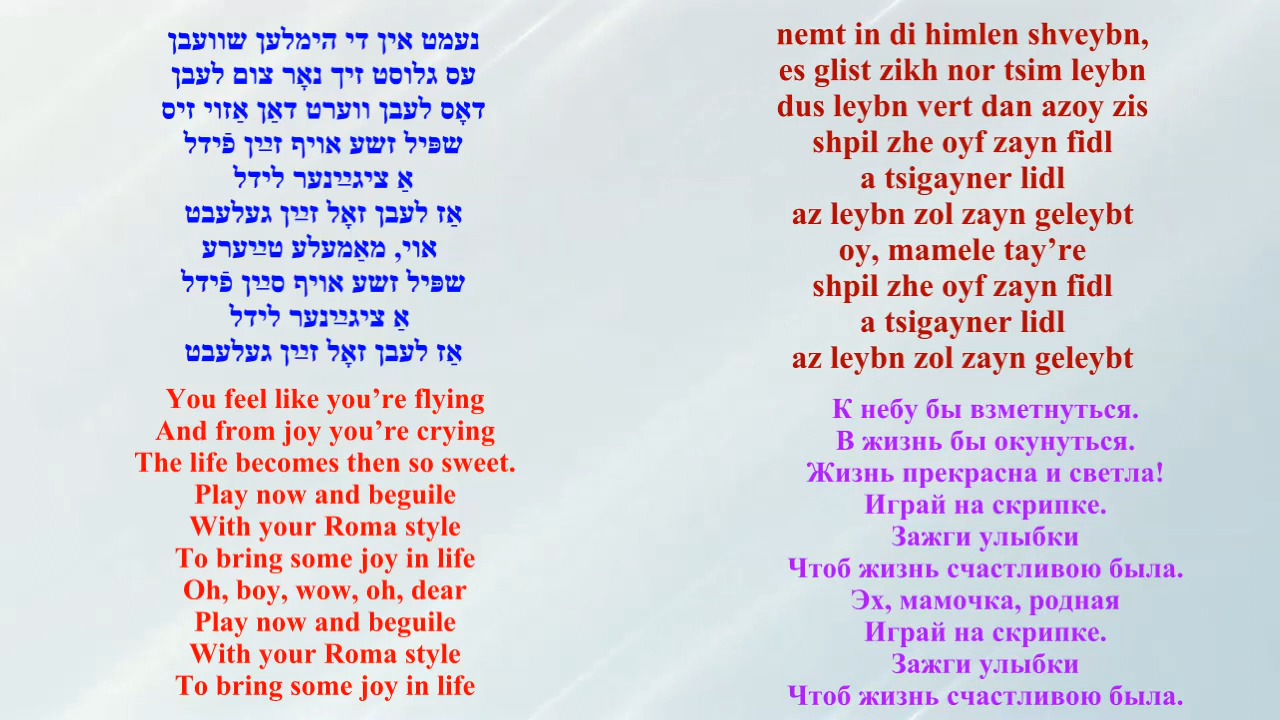 נעמט אין די הימלען שוועבן
עס גלוסט זיך נאָר צום לעבן
דאָס לעבן ווערט דאַן אַזוי זיס
שפּיל זשע אויף זײַן פֿידל
אַ ציגײַנער לידל
אַז לעבן זאָל זײַן געלעבט
אוי, מאַמעלע טײַערע
שפּיל זשע אויף סײַן פֿידל
אַ ציגײַנער לידל
אַז לעבן זאָל זײַן געלעבט
nemt in di himlen shveybn,
es glist zikh nor tsim leybn
dus leybn vert dan azoy zis
shpil zhe oyf zayn fidl
a tsigayner lidl
az leybn zol zayn geleybt
oy, mamele tay’re
shpil zhe oyf zayn fidl
a tsigayner lidl
az leybn zol zayn geleybt
You feel like you’re flying
And from joy you’re crying
The life becomes then so sweet.
Play now and beguile
With your Roma style
To bring some joy in life
Oh, boy, wow, oh, dear
Play now and beguile
With your Roma style
To bring some joy in life
К небу бы взметнуться.
В жизнь бы окунуться.
Жизнь прекрасна и светла!
Играй на скрипке.
Зажги улыбки
Чтоб жизнь счастливою была.
Эх, мамочка, родная
Играй на скрипке.
Зажги улыбки
Чтоб жизнь счастливою была.